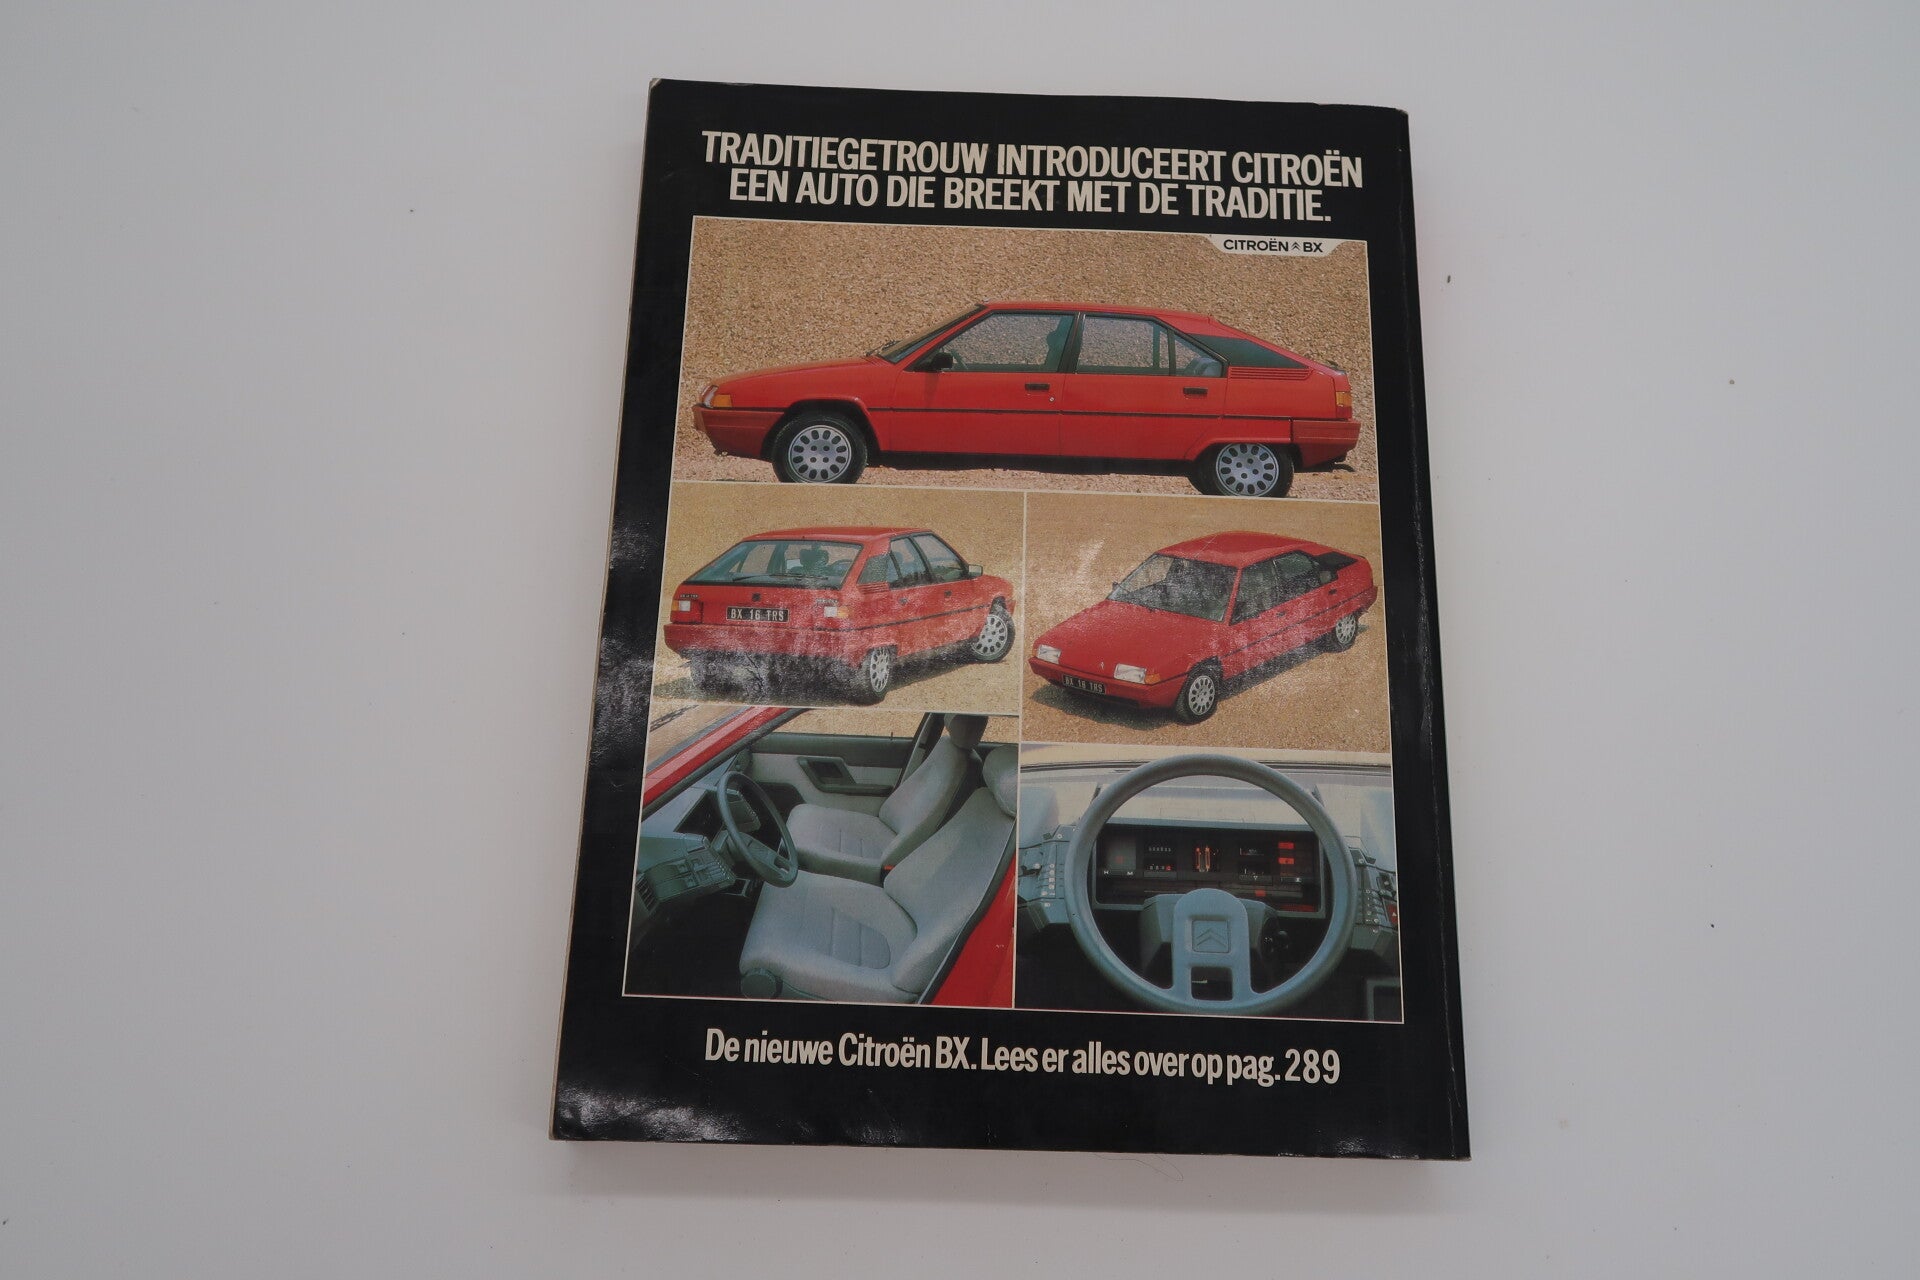 TRADITIEGETROUW INTRODUCEERT CITROËN
EEN AUTO DIE BREEKT MET DE TRADITIE.
CITROËN BX
BX 16 TRS
BX 16 TRS
De nieuwe Citroën BX. Lees er alles over op pag. 289